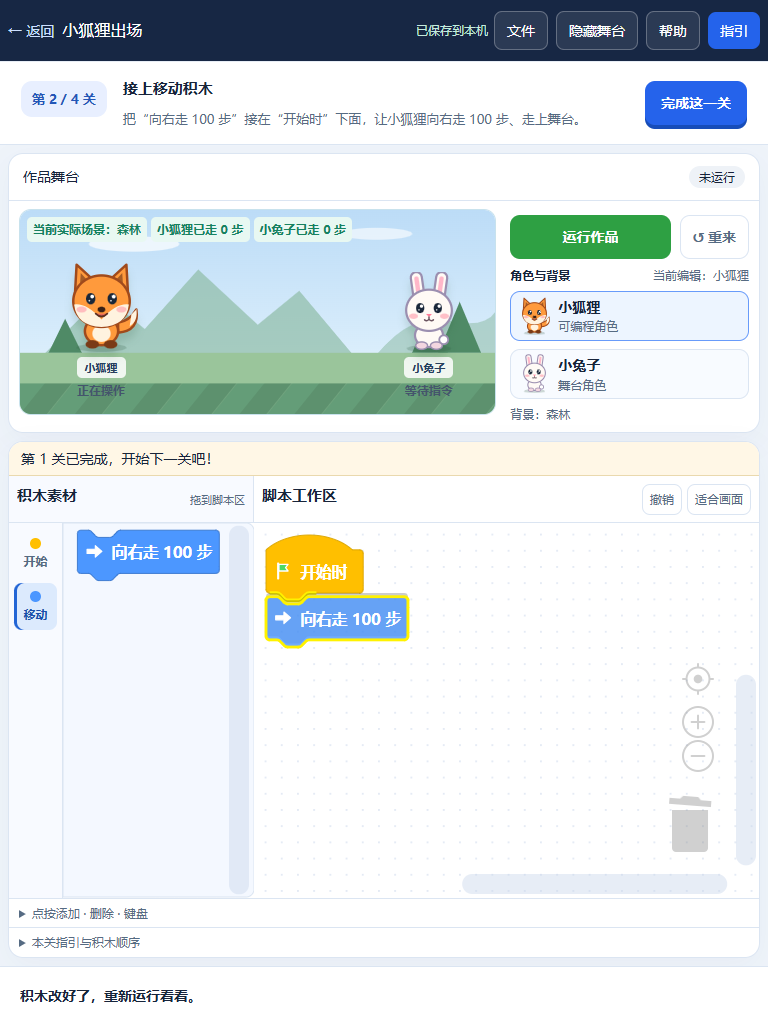 ← 返回 小狐狸出场 已保存到本机 文件 隐藏舞台 帮助 指引
第 2 / 4 关
接上移动积木
把“向右走 100 步”接在“开始时”下面，让小狐狸向右走 100 步、走上舞台。
完成这一关
作品舞台 未运行
当前实际场景：森林 小狐狸已走 0 步 小兔子已走 0 步
小狐狸
正在操作
小兔子
等待指令
运行作品 ↺ 重来
角色与背景 当前编辑：小狐狸
小狐狸
可编程角色
小兔子
舞台角色
背景：森林
第 1 关已完成，开始下一关吧！
积木素材 拖到脚本区
脚本工作区 撤销 适合画面
开始
移动
向右走 100 步
开始时
向右走 100 步
▶ 点按添加 · 删除 · 键盘
▶ 本关指引与积木顺序
积木改好了，重新运行看看。